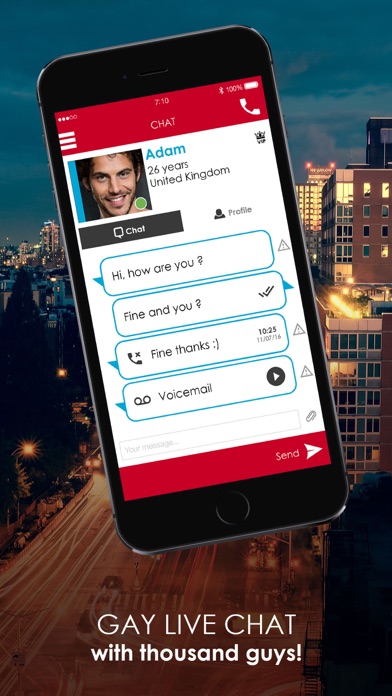 7:10
100%
CHAT
Adam
26 years
United Kingdom
VIP
Chat
Profile
Hi, how are you ?
Fine and you ?
Fine thanks :)
10:25
11/07/16
Voicemail
Your message...
Send
GAY LIVE CHAT
with thousand guys!